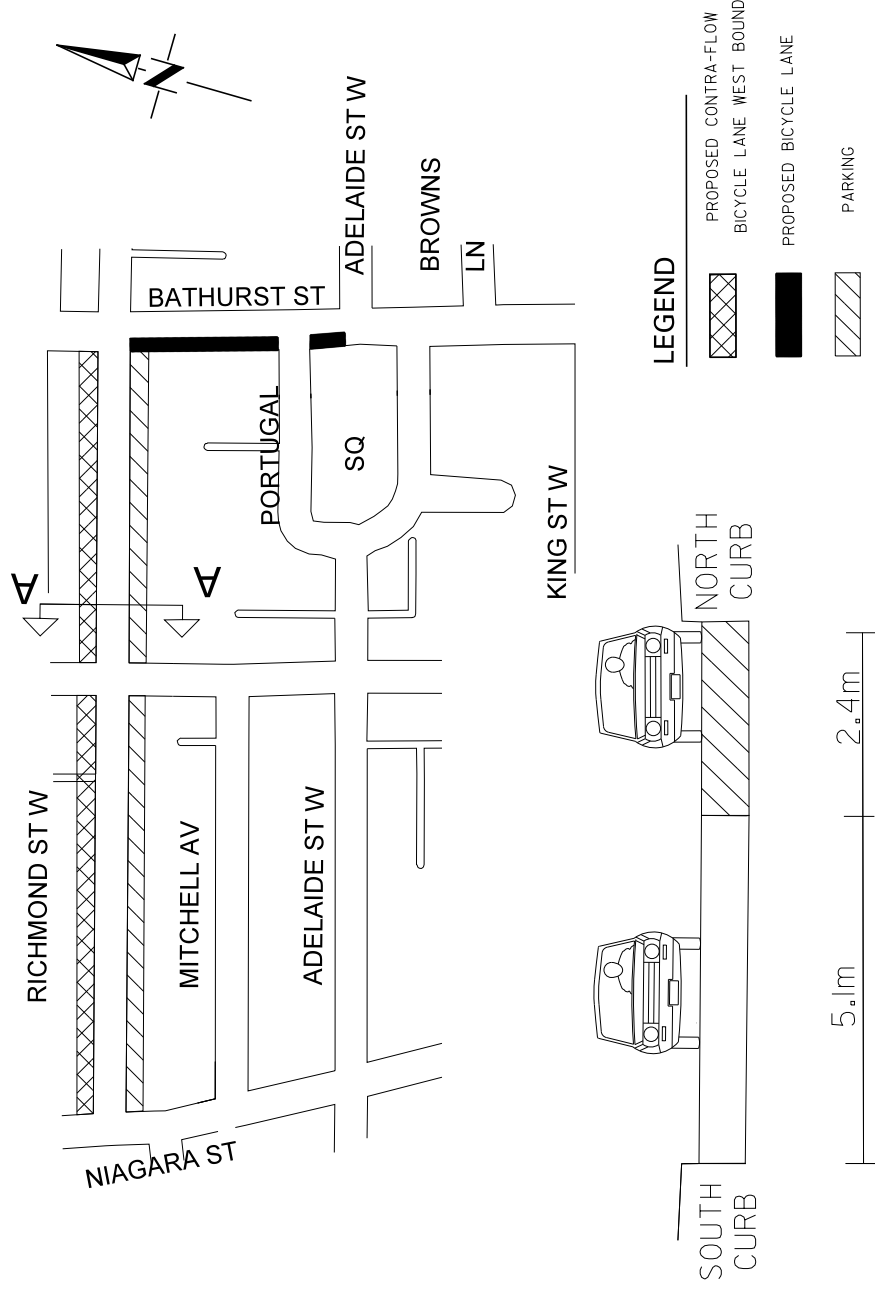 N
BATHURST ST
ADELAIDE ST W
BROWNS
LN
PORTUGAL
SQ
KING ST W
A
A
RICHMOND ST W
MITCHELL AV
ADELAIDE ST W
NIAGARA ST
LEGEND
PROPOSED CONTRA-FLOW
BICYCLE LANE WEST BOUND
PROPOSED BICYCLE LANE
PARKING
SOUTH
CURB
NORTH
CURB
5.1m
2.4m